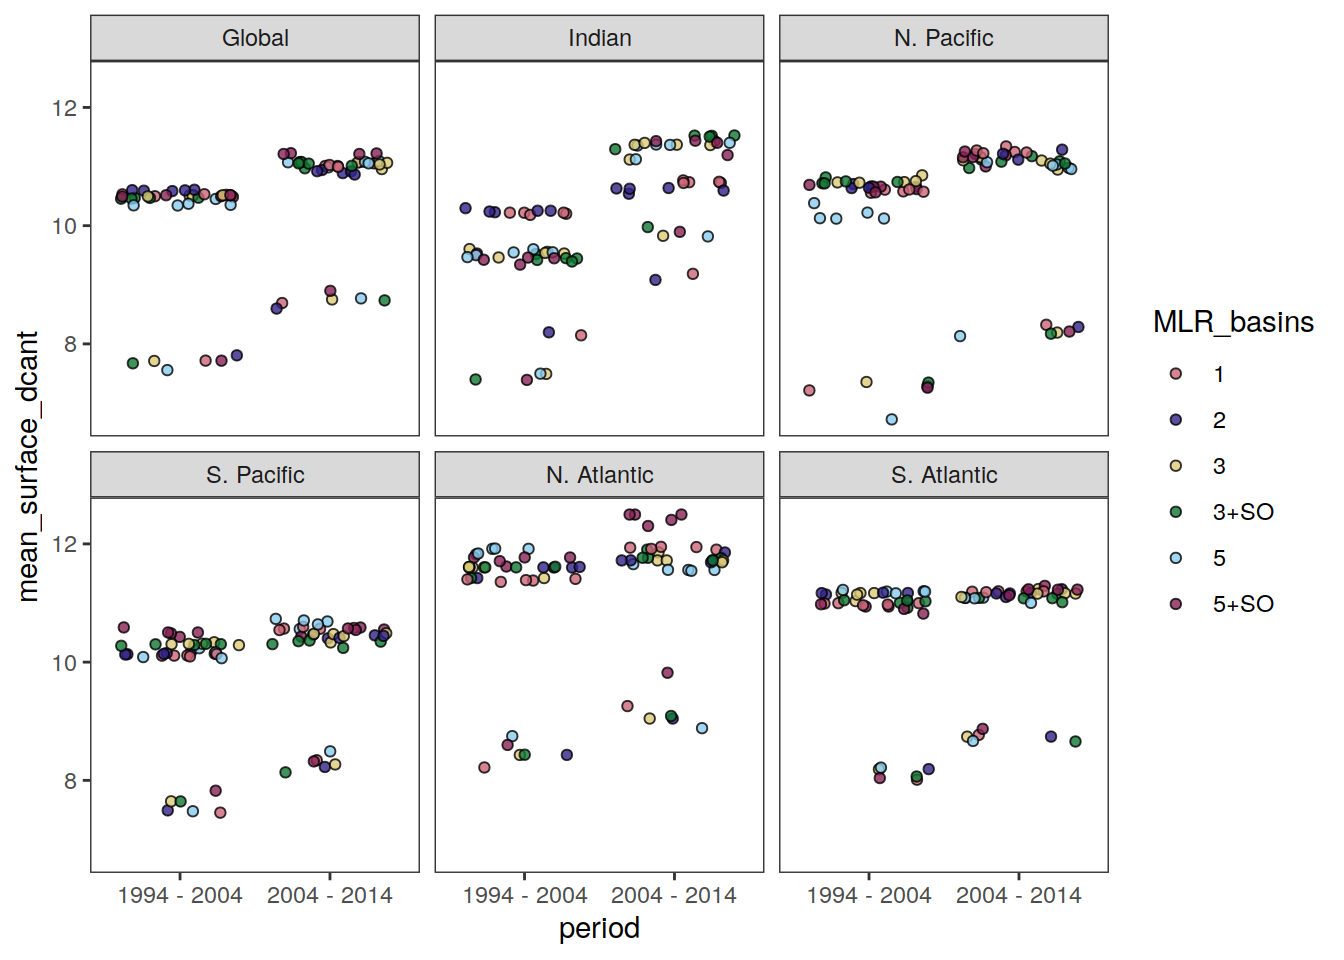 Global
Indian
N. Pacific
12
10
8
S. Pacific
N. Atlantic
S. Atlantic
12
10
8
1994 - 2004
2004 - 2014
1994 - 2004
2004 - 2014
1994 - 2004
2004 - 2014
period
mean_surface_dcant
MLR_basins
1
2
3
3+SO
5
5+SO